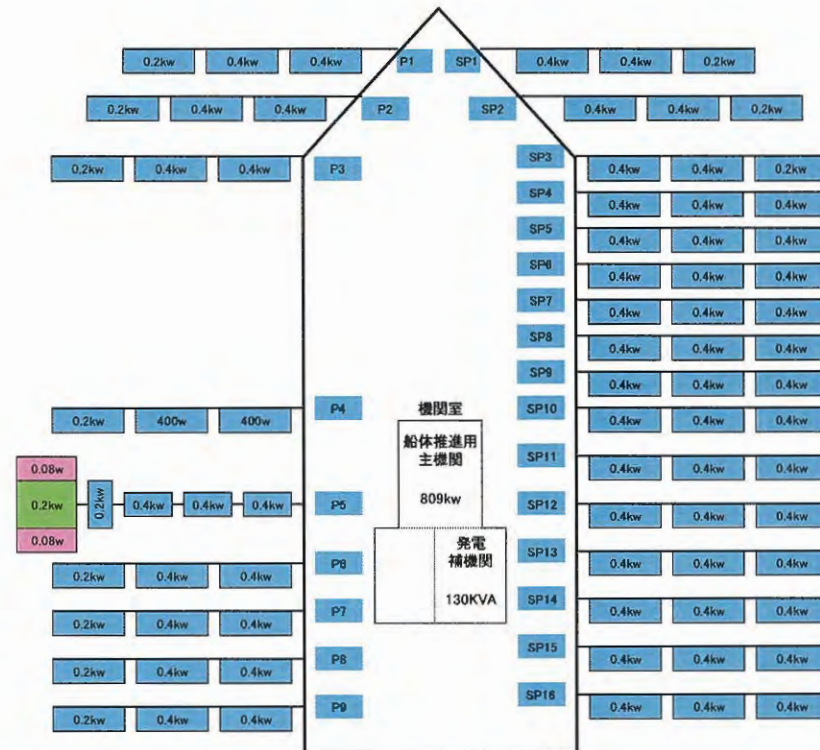 0.2kw 0.4kw 0.4kw P1 SP1 0.4kw 0.4kw 0.2kw
0.2kw 0.4kw 0.4kw P2 SP2 0.4kw 0.4kw 0.2kw
0.2kw 0.4kw 0.4kw P3 SP3 0.4kw 0.4kw 0.2kw
SP4 0.4kw 0.4kw 0.4kw
SP5 0.4kw 0.4kw 0.4kw
SP6 0.4kw 0.4kw 0.4kw
SP7 0.4kw 0.4kw 0.4kw
SP8 0.4kw 0.4kw 0.4kw
SP9 0.4kw 0.4kw 0.4kw
0.2kw 400w 400w P4 機関室 SP10 0.4kw 0.4kw 0.4kw
船体推進用
主機関
809kw
SP11 0.4kw 0.4kw 0.4kw
0.08w
0.2kw 0.2kw 0.4kw 0.4kw 0.4kw P5 SP12 0.4kw 0.4kw 0.4kw
0.08w
発電
補機関
130KVA
0.2kw 0.4kw 0.4kw P6 SP13 0.4kw 0.4kw 0.4kw
0.2kw 0.4kw 0.4kw P7 SP14 0.4kw 0.4kw 0.4kw
0.2kw 0.4kw 0.4kw P8 SP15 0.4kw 0.4kw 0.4kw
0.2kw 0.4kw 0.4kw P9 SP16 0.4kw 0.4kw 0.4kw